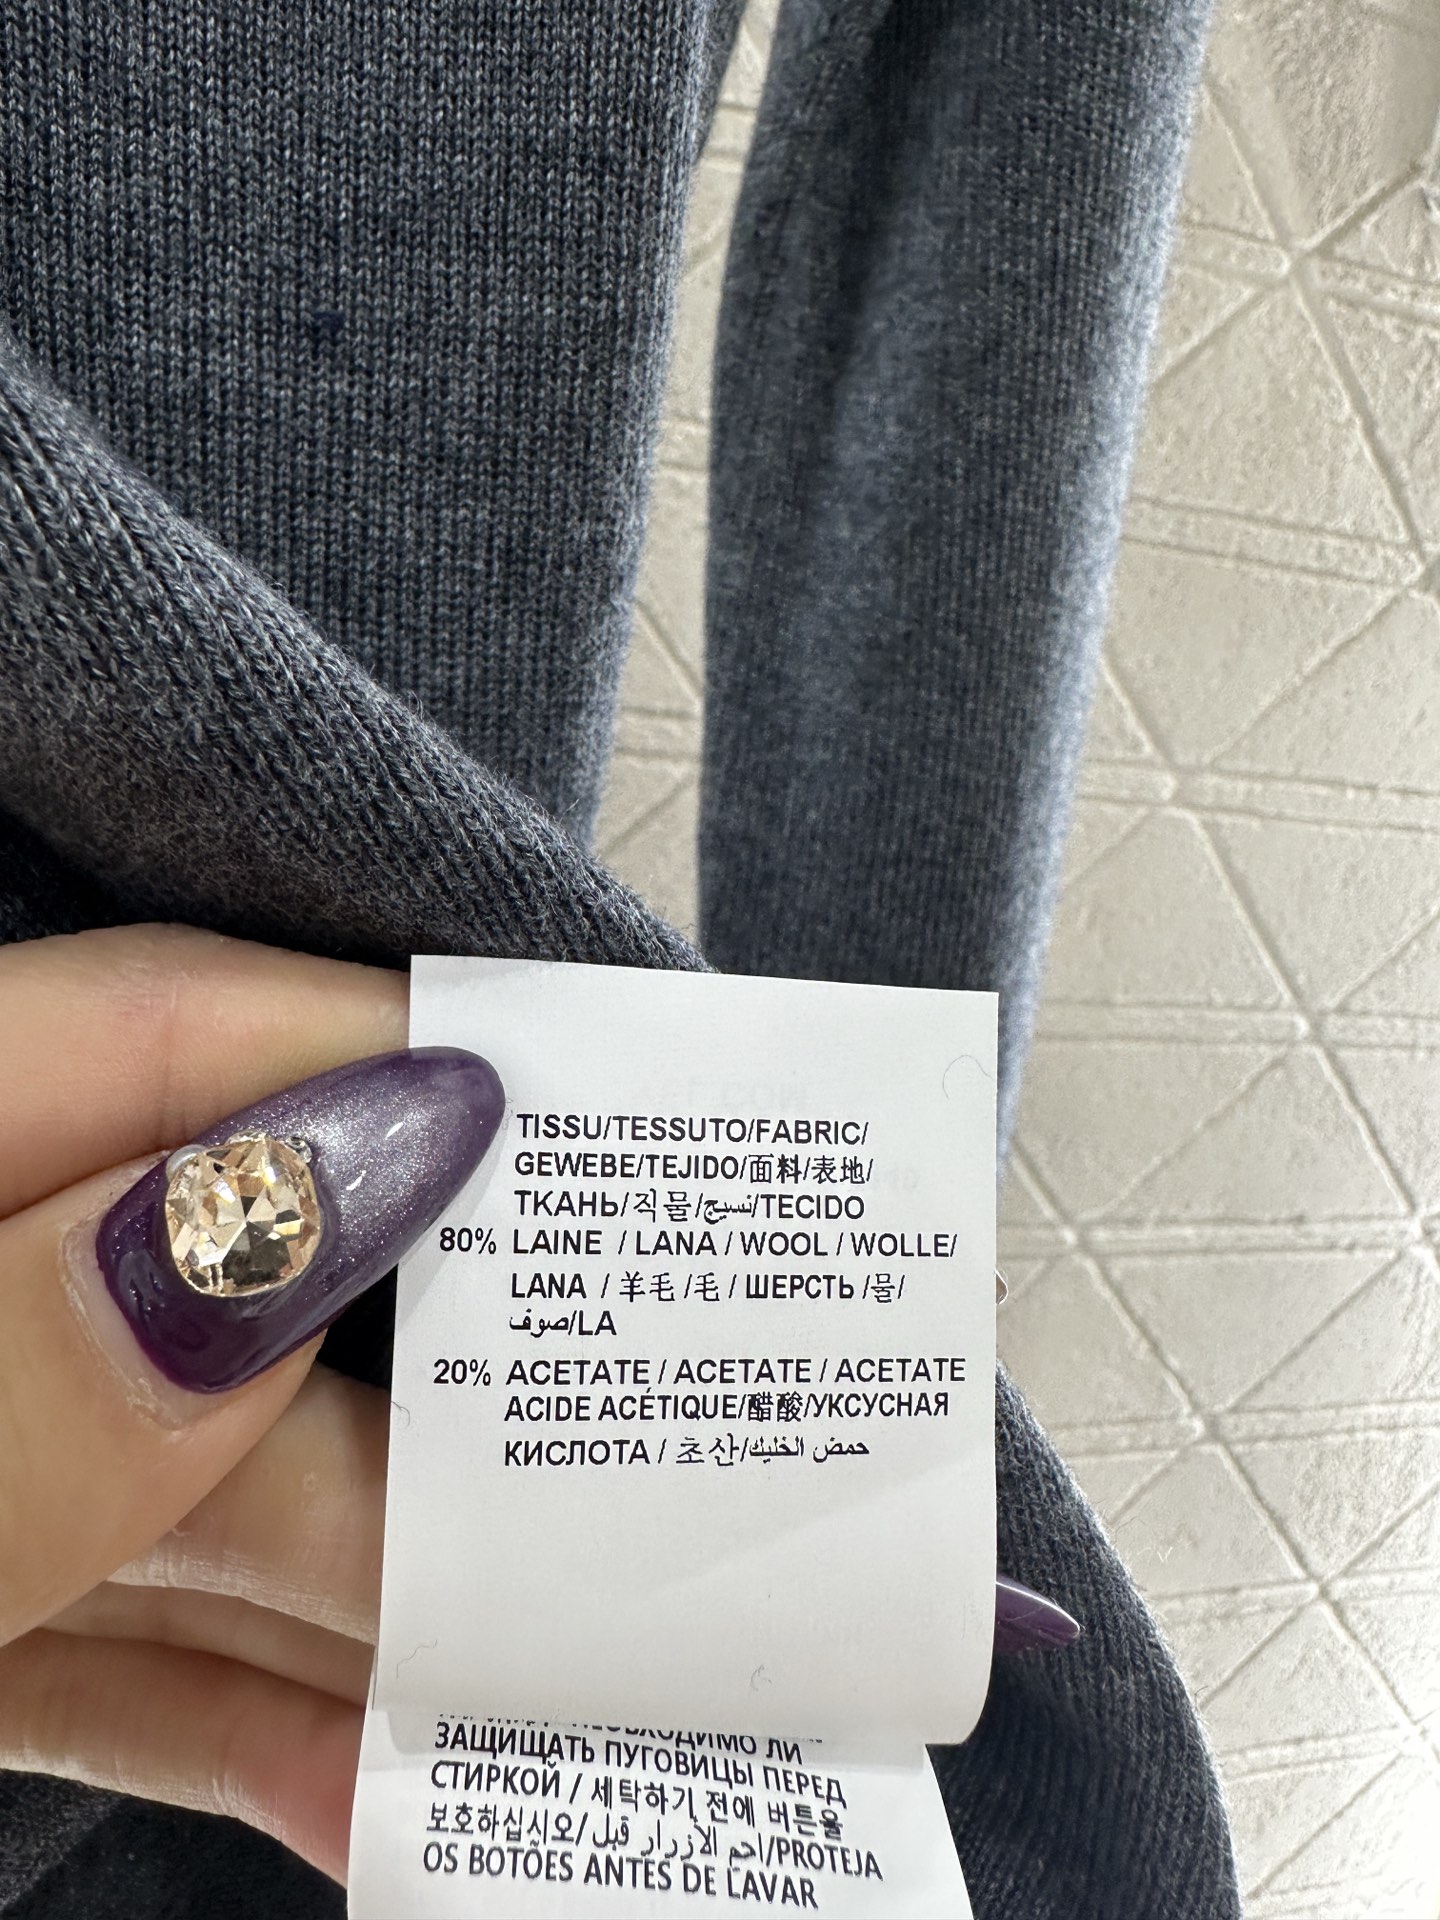 TISSU/TESSUTO/FABRIC/
GEWEBE/TEJIDO/面料/表地/
ТКАНЬ/직물/نسيج/TECIDO
80% LAINE / LANA / WOOL / WOLLE/
LANA / 羊毛 /毛 / ШЕРСТЬ /물/
صوف/LA
20% ACETATE / ACETATE / ACETATE
ACIDE ACÉTIQUE/醋酸/УКСУСНАЯ
КИСЛОТА / 초산/حمض الخليك
НЕОБХОДИМО ЛИ
ЗАЩИЩАТЬ ПУГОВИЦЫ ПЕРЕД
СТИРКОЙ / 세탁하기 전에 버튼을
보호하십시오/احم الأزرار قبل/PROTEJA
OS BOTÕES ANTES DE LAVAR